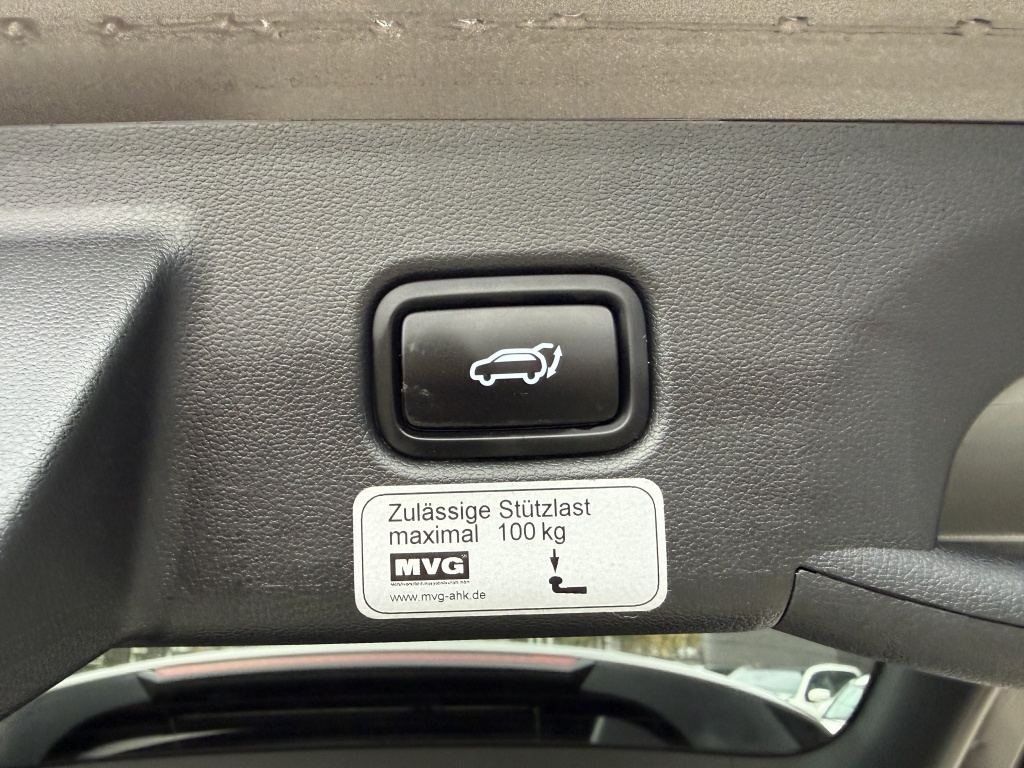 Zulässige Stützlast
maximal 100 kg
MVG
www.mvg-ahk.de